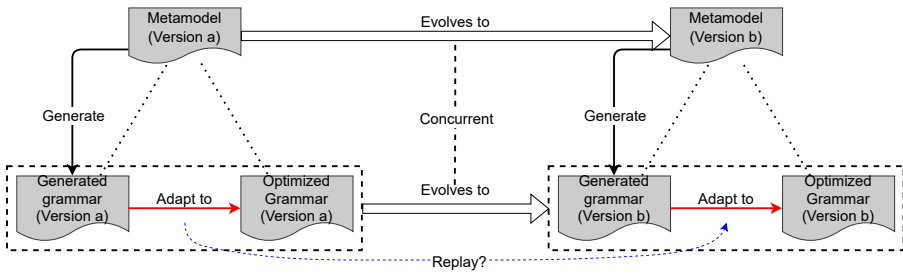 Metamodel
(Version a)
Evolves to
Metamodel
(Version b)
Generate
Concurrent
Generate
Generated
grammar
(Version a)
Adapt to
Optimized
Grammar
(Version a)
Evolves to
Generated
grammar
(Version b)
Adapt to
Optimized
Grammar
(Version b)
Replay?